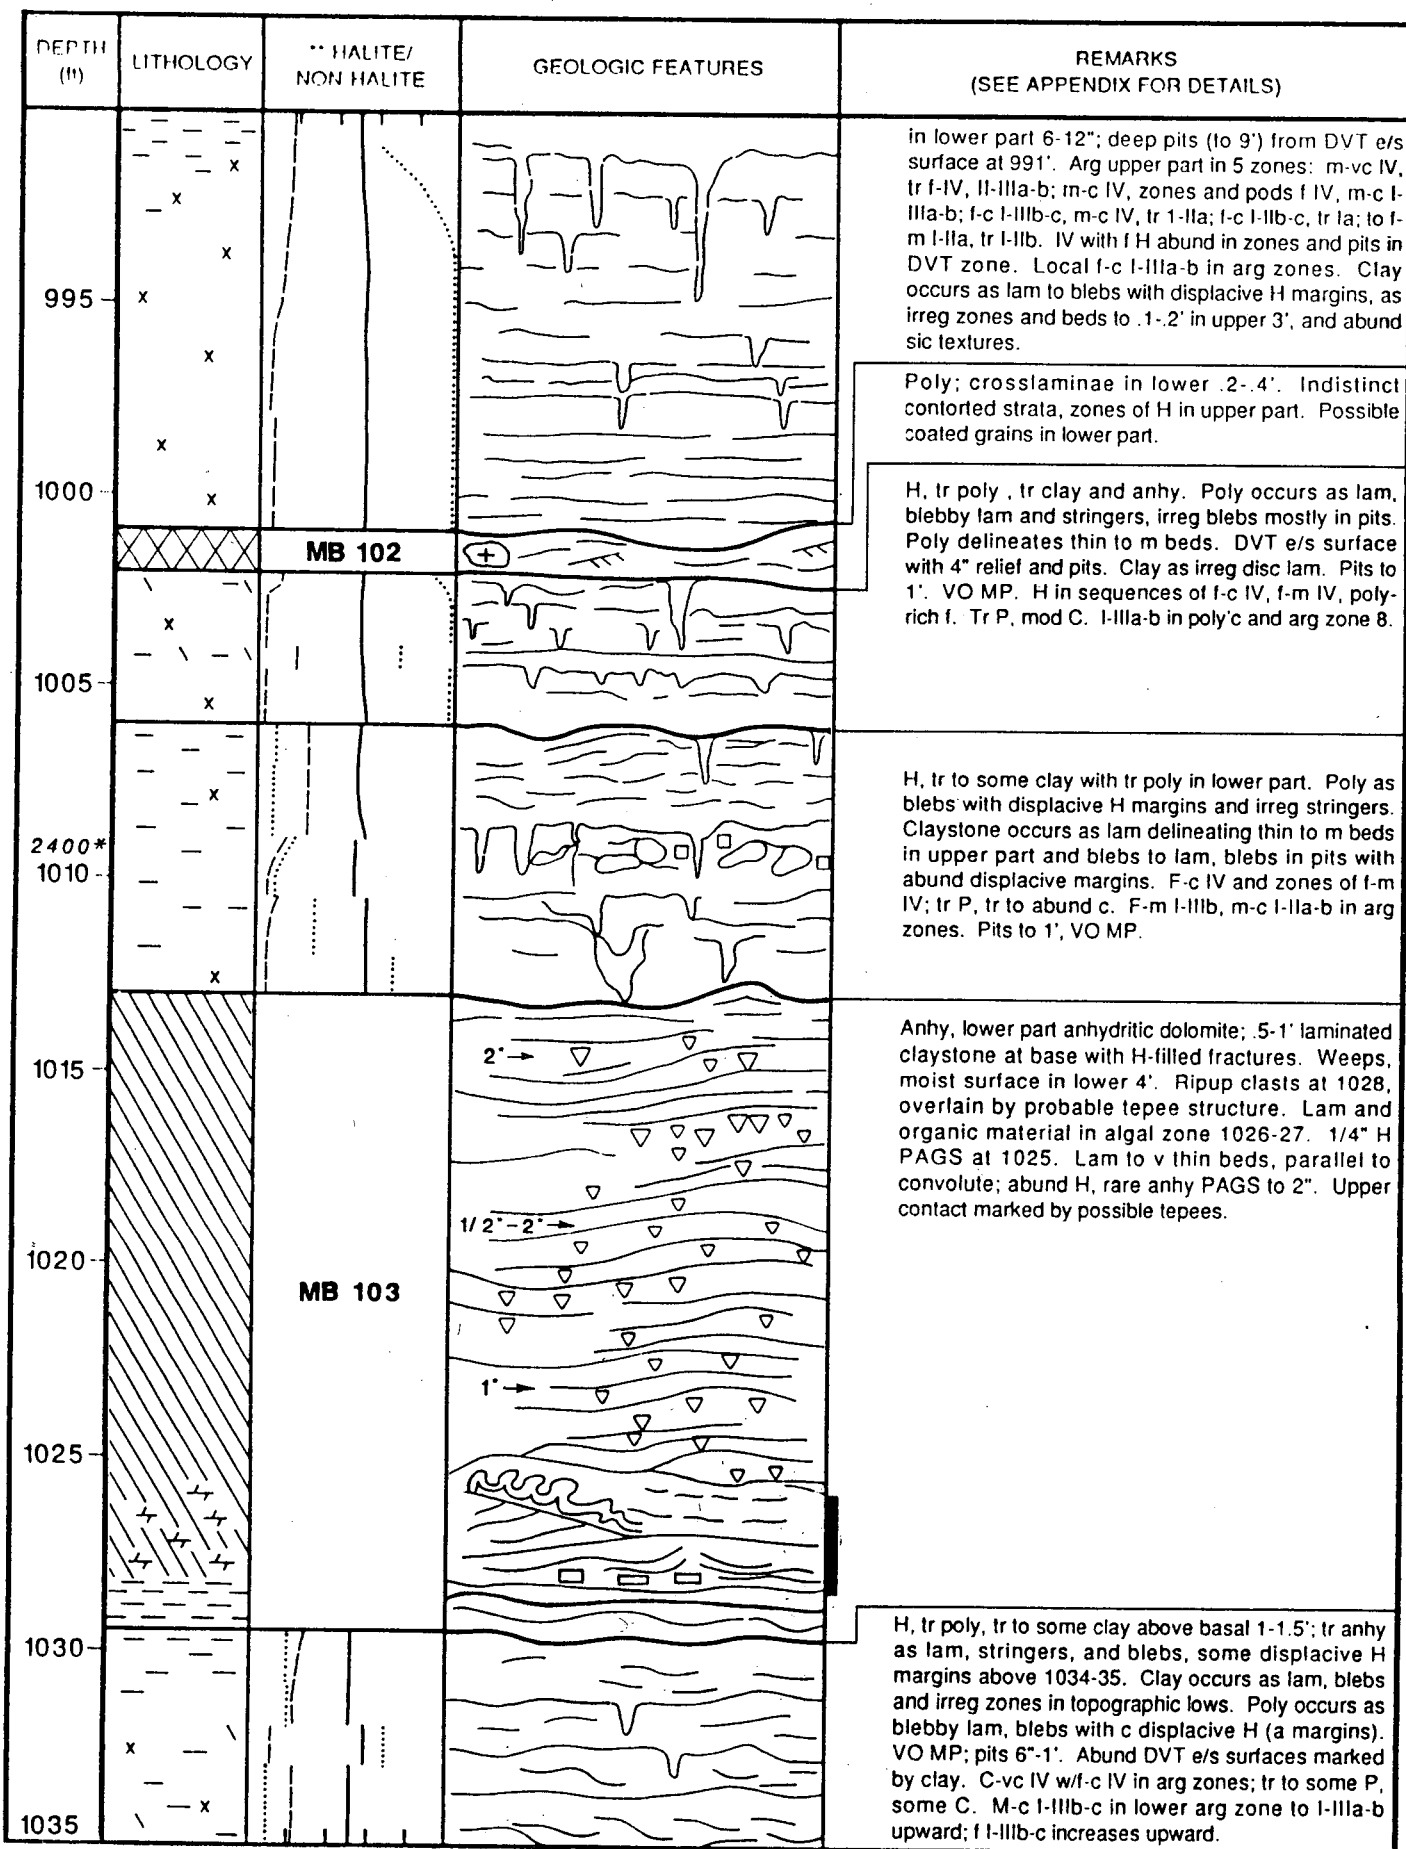 DEPTH
(ft)
LITHOLOGY
** HALITE/
NON HALITE
GEOLOGIC FEATURES
REMARKS
(SEE APPENDIX FOR DETAILS)
in lower part 6-12"; deep pits (to 9') from DVT e/s
surface at 991'. Arg upper part in 5 zones: m-vc IV,
tr f-IV, II-IIIa-b; m-c IV, zones and pods f IV, m-c I-
IIIa-b; f-c I-IIIb-c, m-c IV, tr 1-IIa; f-c I-IIb-c, tr Ia; to f-
m I-IIa, tr I-IIb. IV with f H abund in zones and pits in
DVT zone. Local f-c I-IIIa-b in arg zones. Clay
occurs as lam to blebs with displacive H margins, as
irreg zones and beds to .1-.2' in upper 3', and abund
sic textures.
995
Poly; crosslaminae in lower .2-.4'. Indistinct
contorted strata, zones of H in upper part. Possible
coated grains in lower part.
1000
MB 102
H, tr poly , tr clay and anhy. Poly occurs as lam,
blebby lam and stringers, irreg blebs mostly in pits.
Poly delineates thin to m beds. DVT e/s surface
with 4" relief and pits. Clay as irreg disc lam. Pits to
1'. VO MP. H in sequences of f-c IV, f-m IV, poly-
rich f. Tr P, mod C. I-IIIa-b in poly'c and arg zone 8.
1005
H, tr to some clay with tr poly in lower part. Poly as
blebs with displacive H margins and irreg stringers.
Claystone occurs as lam delineating thin to m beds
in upper part and blebs to lam, blebs in pits with
abund displacive margins. F-c IV and zones of f-m
IV; tr P, tr to abund c. F-m I-IIIb, m-c I-IIa-b in arg
zones. Pits to 1', VO MP.
2400*
1010
Anhy, lower part anhydritic dolomite; .5-1' laminated
claystone at base with H-filled fractures. Weeps,
moist surface in lower 4'. Ripup clasts at 1028,
overlain by probable tepee structure. Lam and
organic material in algal zone 1026-27. 1/4" H
PAGS at 1025. Lam to v thin beds, parallel to
convolute; abund H, rare anhy PAGS to 2". Upper
contact marked by possible tepees.
1015
2"
1/2"-2"
1020
MB 103
1"
1025
1030
H, tr poly, tr to some clay above basal 1-1.5'; tr anhy
as lam, stringers, and blebs, some displacive H
margins above 1034-35. Clay occurs as lam, blebs
and irreg zones in topographic lows. Poly occurs as
blebby lam, blebs with c displacive H (a margins).
VO MP; pits 6"-1'. Abund DVT e/s surfaces marked
by clay. C-vc IV w/f-c IV in arg zones; tr to some P,
some C. M-c I-IIIb-c in lower arg zone to I-IIIa-b
upward; f I-IIIb-c increases upward.
1035